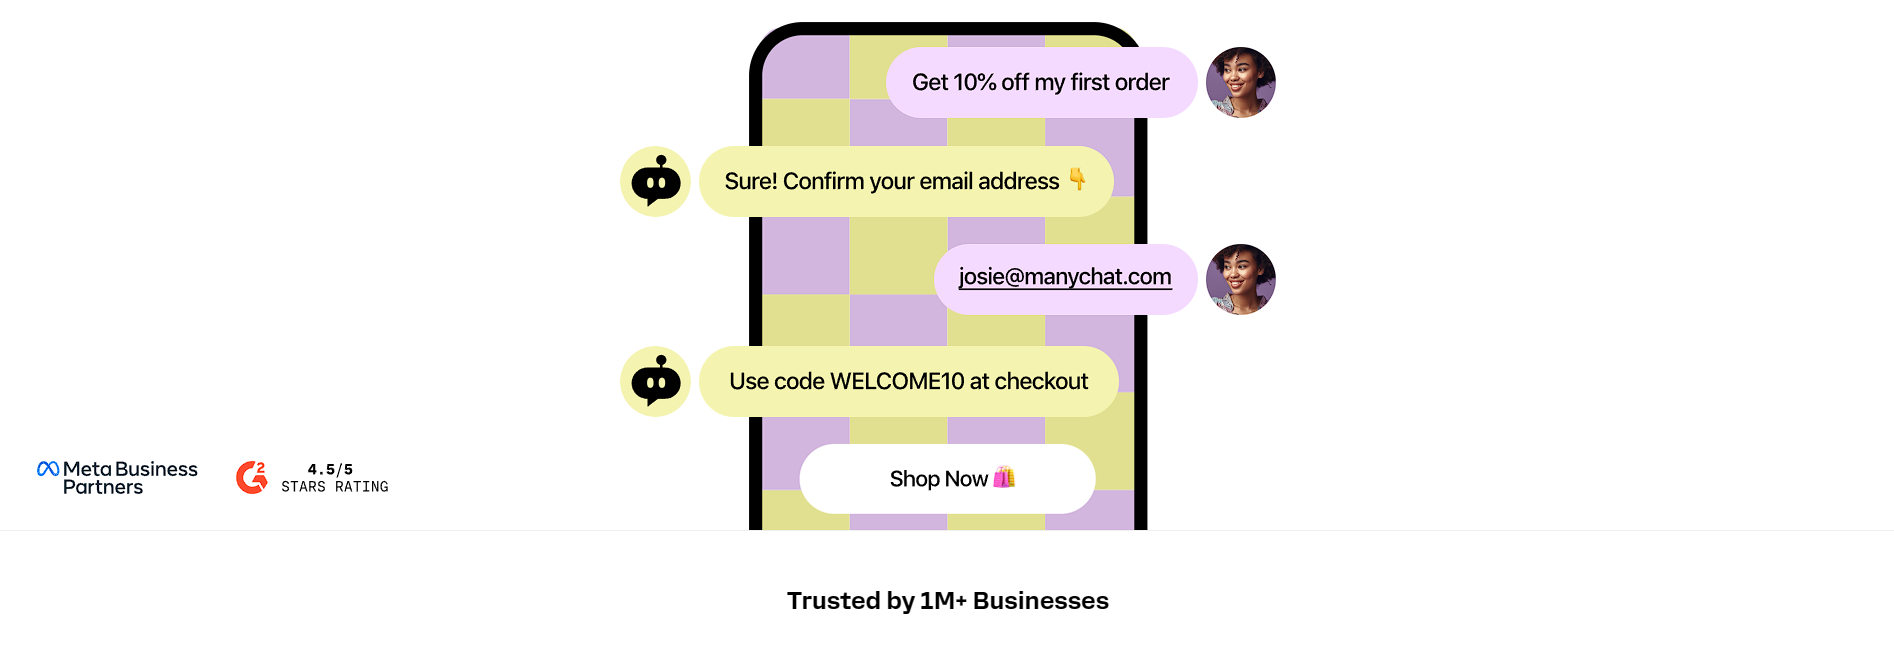 Get 10% off my first order
Sure! Confirm your email address 👇
josie@manychat.com
Use code WELCOME10 at checkout
Shop Now 🛍️
Meta Business
Partners
G2
4.5/5
STARS RATING
Trusted by 1M+ Businesses